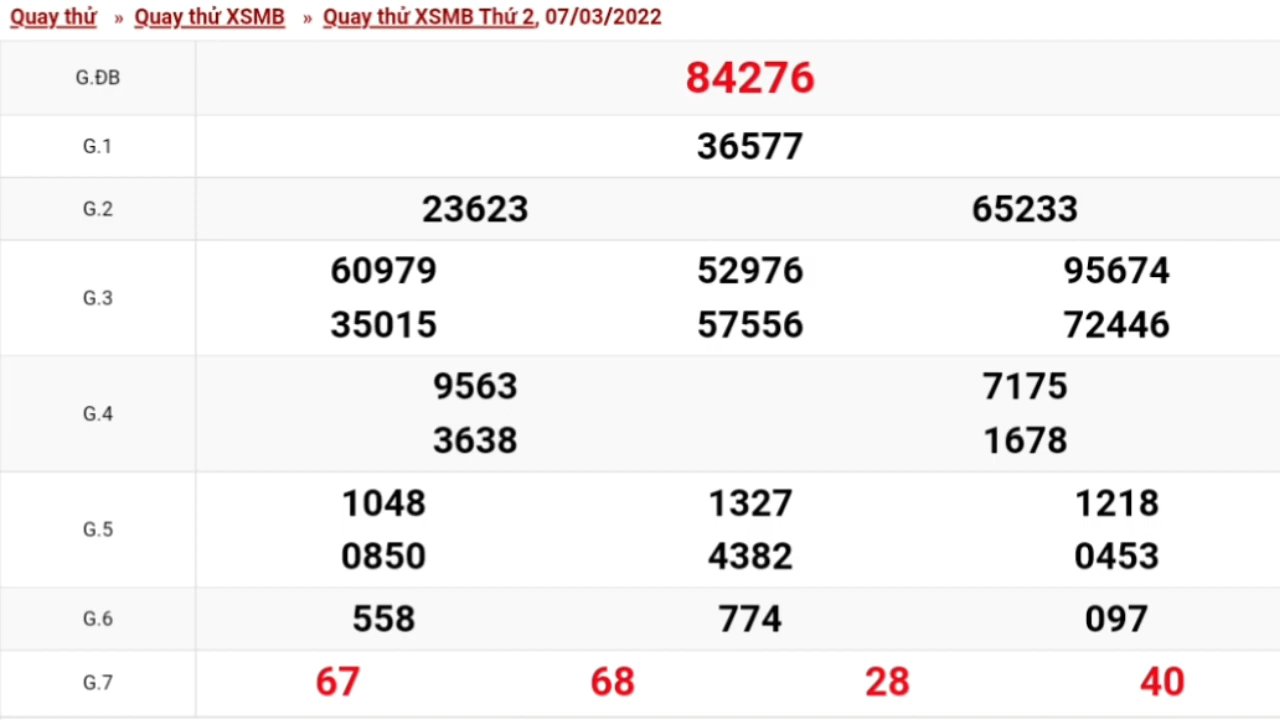 Quay thử » Quay thử XSMB » Quay thử XSMB Thứ 2, 07/03/2022
G.ĐB 84276
G.1 36577
G.2 23623 65233
G.3 60979 52976 95674
35015 57556 72446
G.4 9563 7175
3638 1678
G.5 1048 1327 1218
0850 4382 0453
G.6 558 774 097
G.7 67 68 28 40